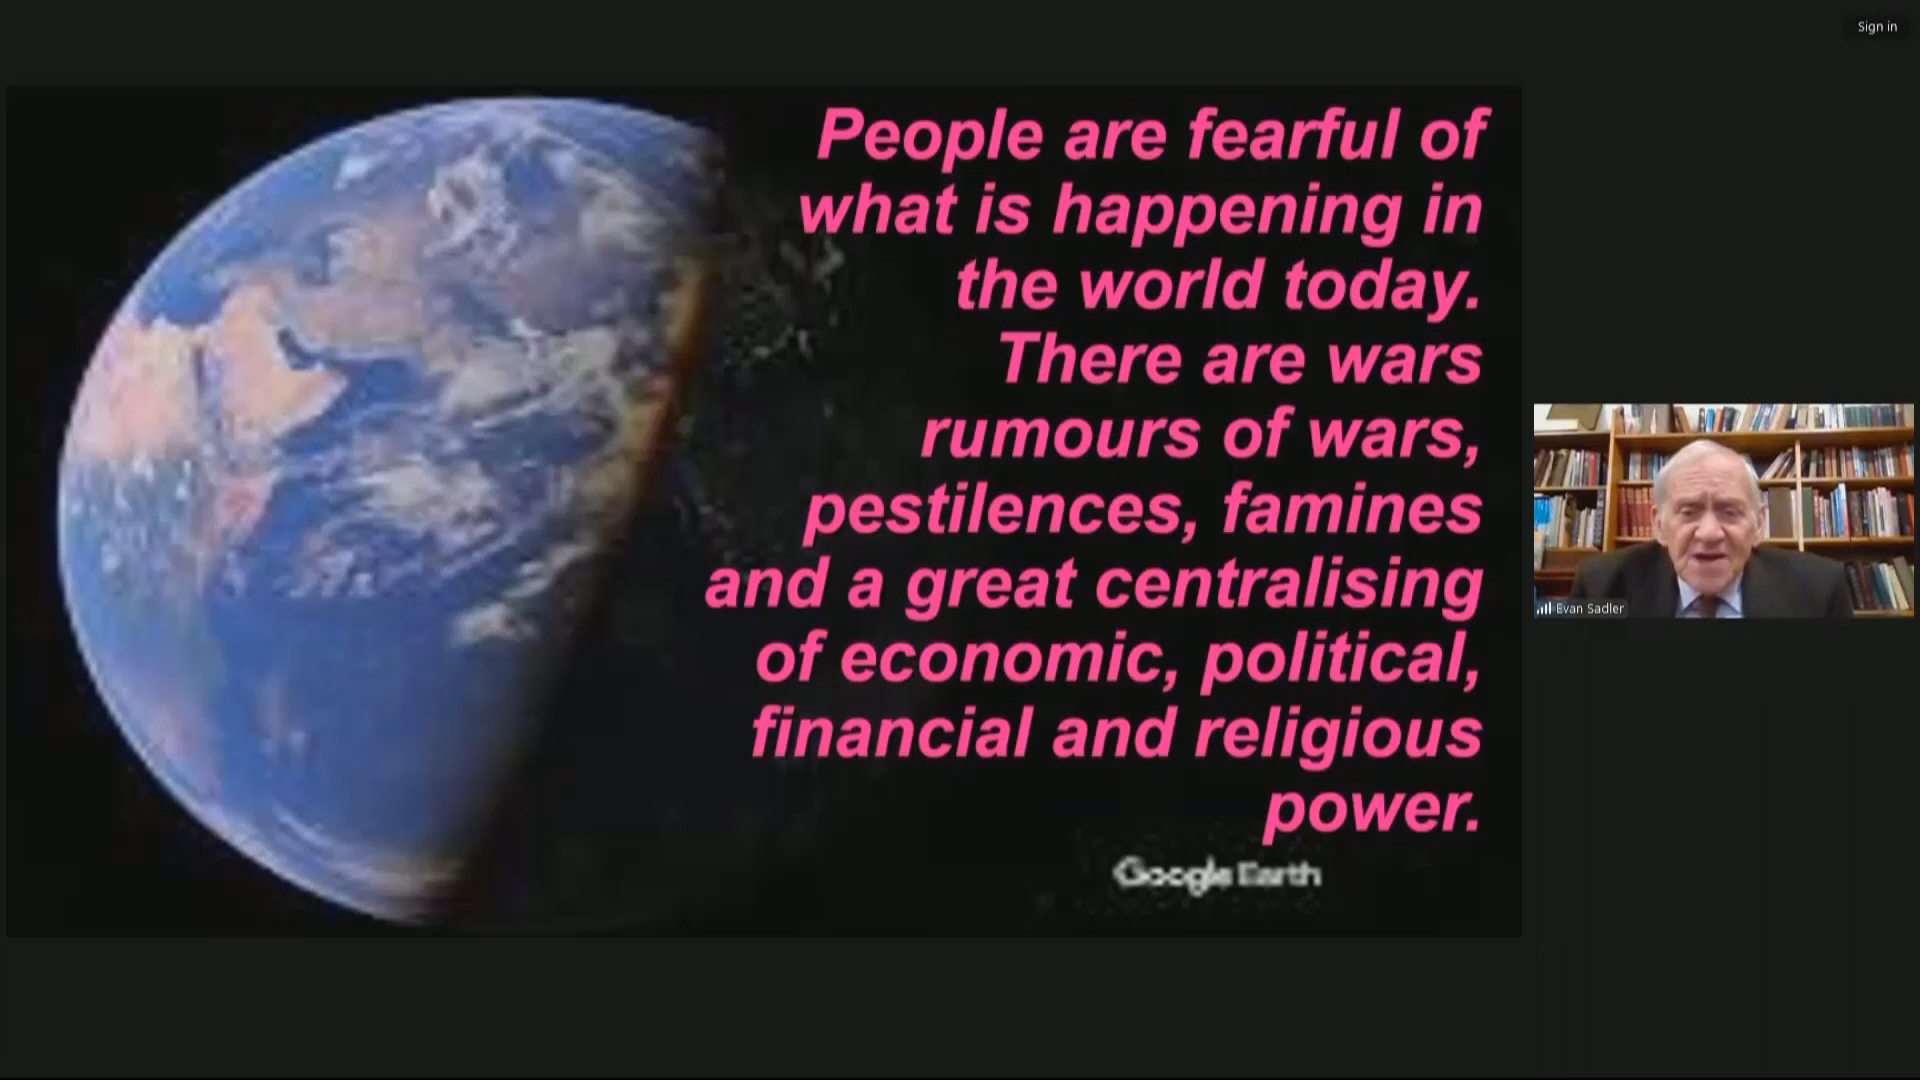 Sign in
People are fearful of
what is happening in
the world today.
There are wars
rumours of wars,
pestilences, famines
and a great centralising
of economic, political,
financial and religious
power.
Google Earth
Evan Sadler